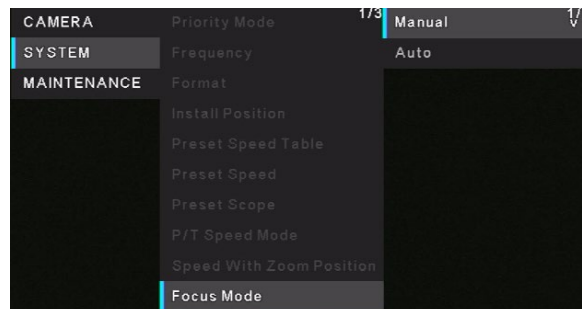 CAMERA
SYSTEM
MAINTENANCE
Priority Mode
1/3
Frequency
Format
Install Position
Preset Speed Table
Preset Speed
Preset Scope
P/T Speed Mode
Speed With Zoom Position
Focus Mode
Manual
Auto